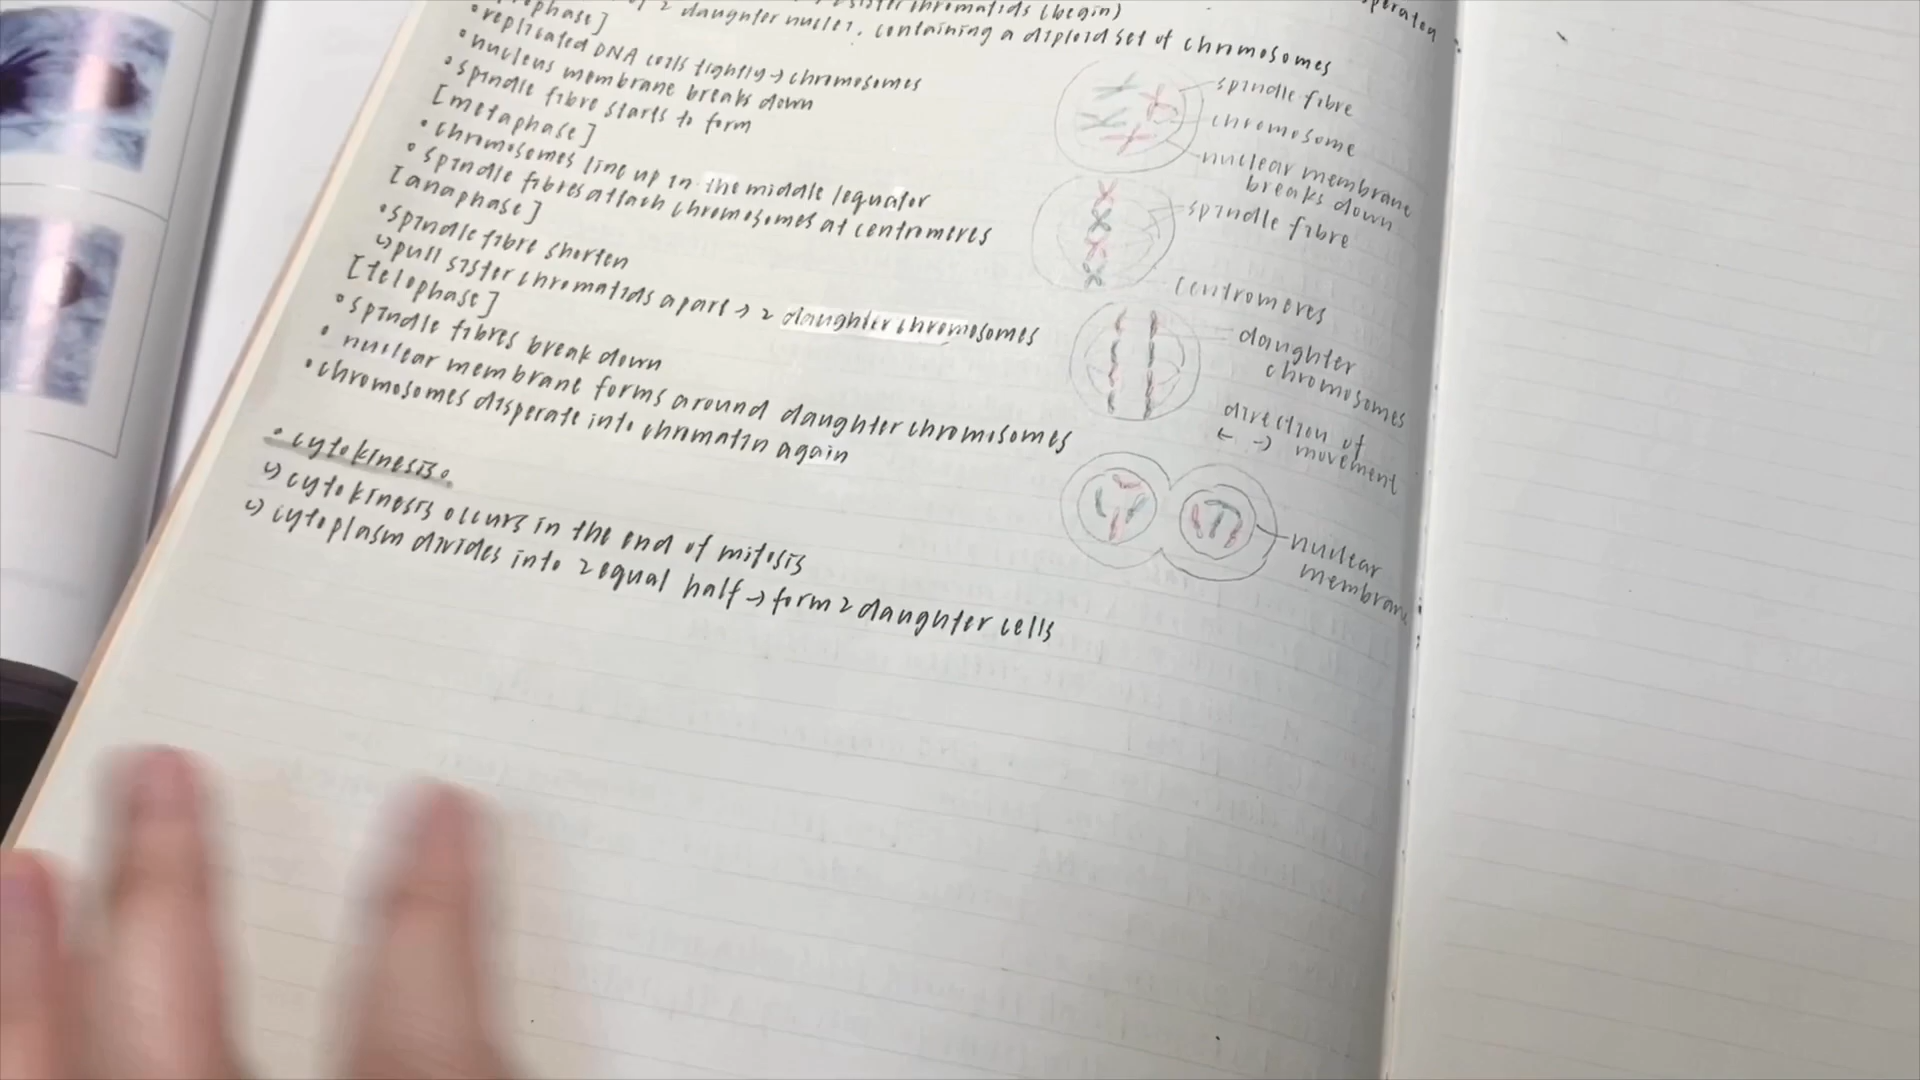 2 daughter nuclei, containing a diploid set of chromosomes
• replicated DNA coils tightly → chromosomes
• nucleus membrane breaks down
• spindle fibre starts to form
[metaphase]
• chromosomes line up in the middle/equator
• spindle fibres attach chromosomes at centromeres
[anaphase]
• spindle fibre shorten
↳ pull sister chromatids apart → 2 daughter chromosomes
[telophase]
• spindle fibres break down
• nuclear membrane forms around daughter chromosomes
• chromosomes disperate into chromatin again
• cytokinesis.
↳ cytokinesis occurs in the end of mitosis
↳ cytoplasm divides into 2 equal half → form 2 daughter cells
spindle fibre
chromosome
nuclear membrane
breaks down
spindle fibre
centromeres
daughter
chromosomes
direction of
← → movement
nuclear
membrane